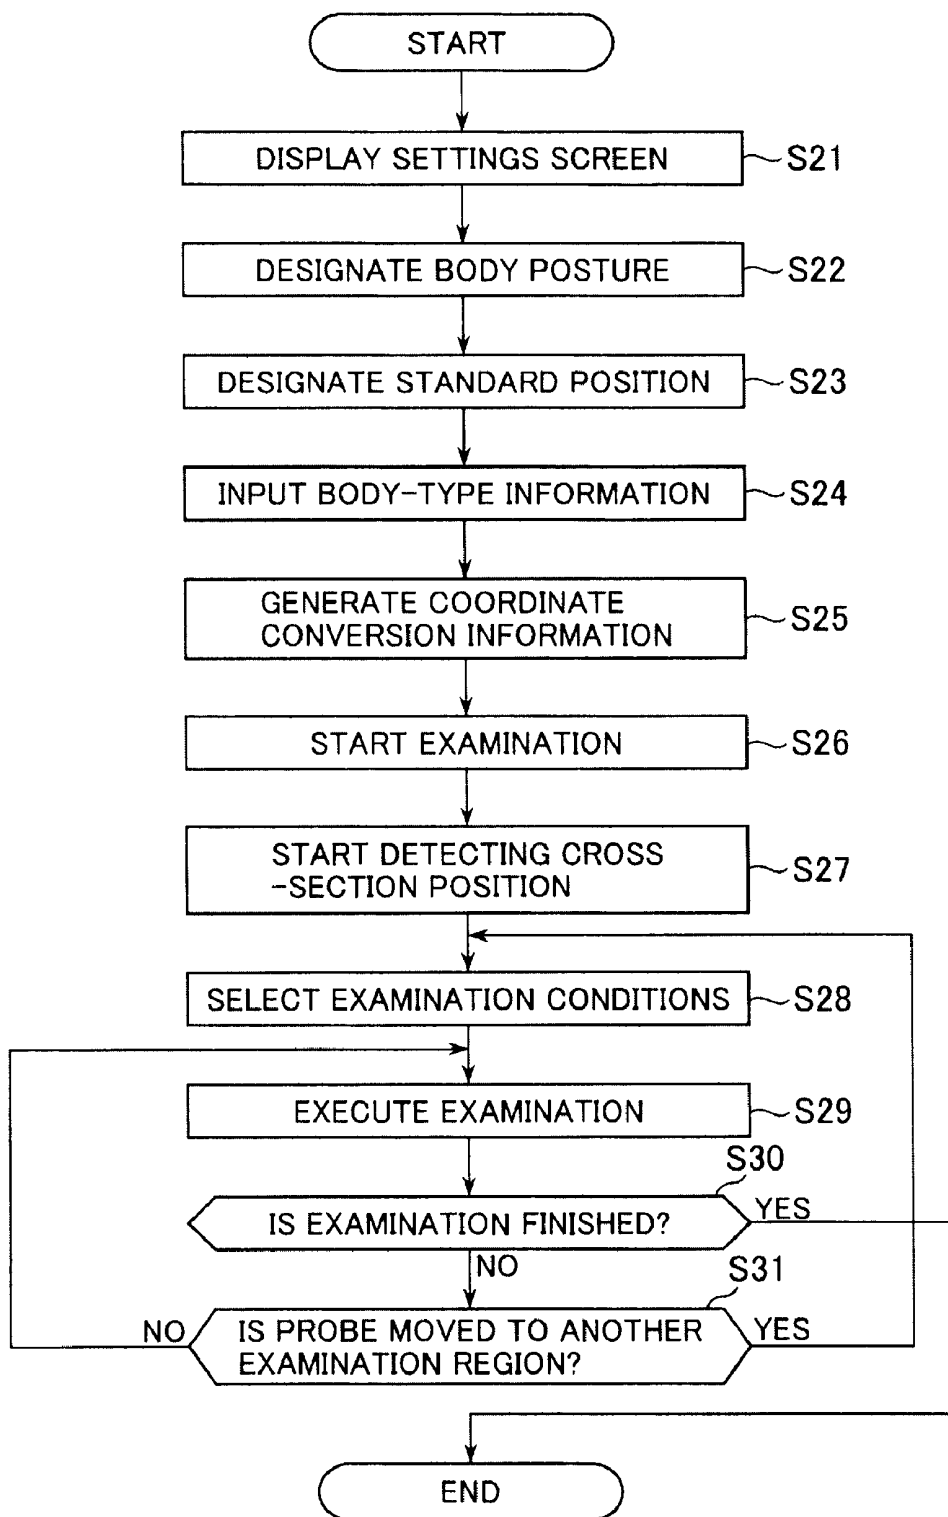 START
DISPLAY SETTINGS SCREEN
S21
DESIGNATE BODY POSTURE
S22
DESIGNATE STANDARD POSITION
S23
INPUT BODY-TYPE INFORMATION
S24
GENERATE COORDINATE
CONVERSION INFORMATION
S25
START EXAMINATION
S26
START DETECTING CROSS
-SECTION POSITION
S27
SELECT EXAMINATION CONDITIONS
S28
EXECUTE EXAMINATION
S29
S30
IS EXAMINATION FINISHED?
YES
NO
S31
NO
IS PROBE MOVED TO ANOTHER
EXAMINATION REGION?
YES
END